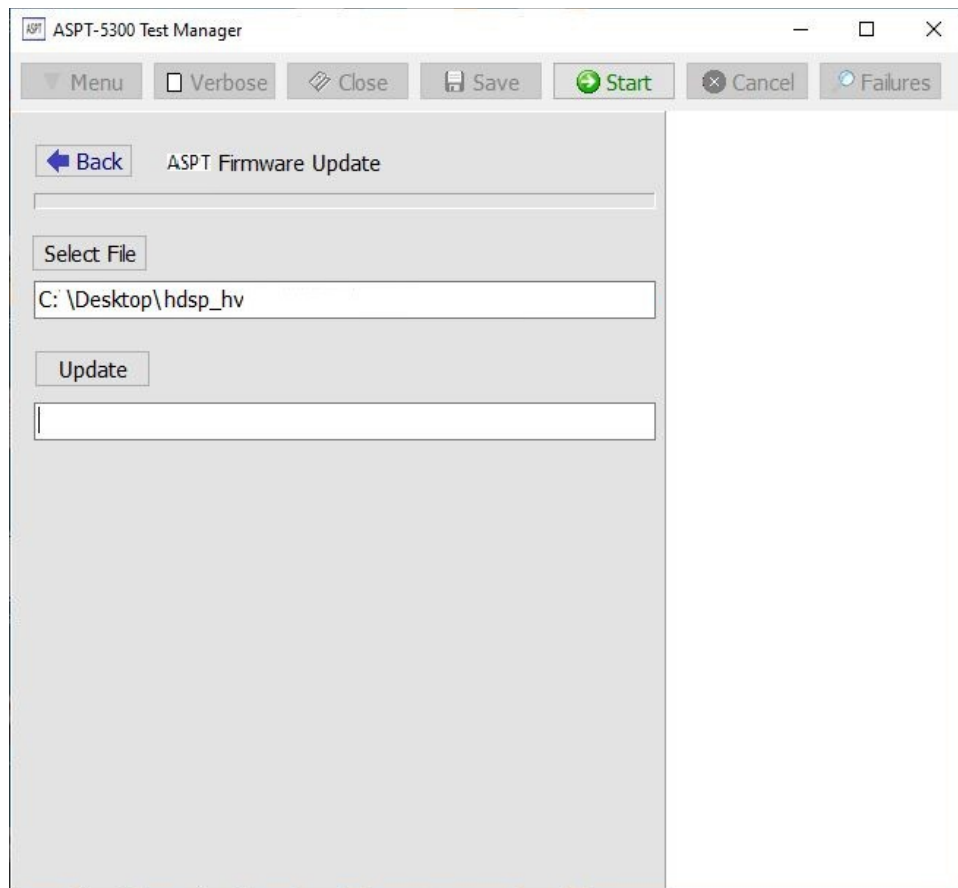 ASPT ASPT-5300 Test Manager
Menu Verbose Close Save Start Cancel Failures
Back ASPT Firmware Update
Select File
C: \Desktop\hdsp_hv
Update